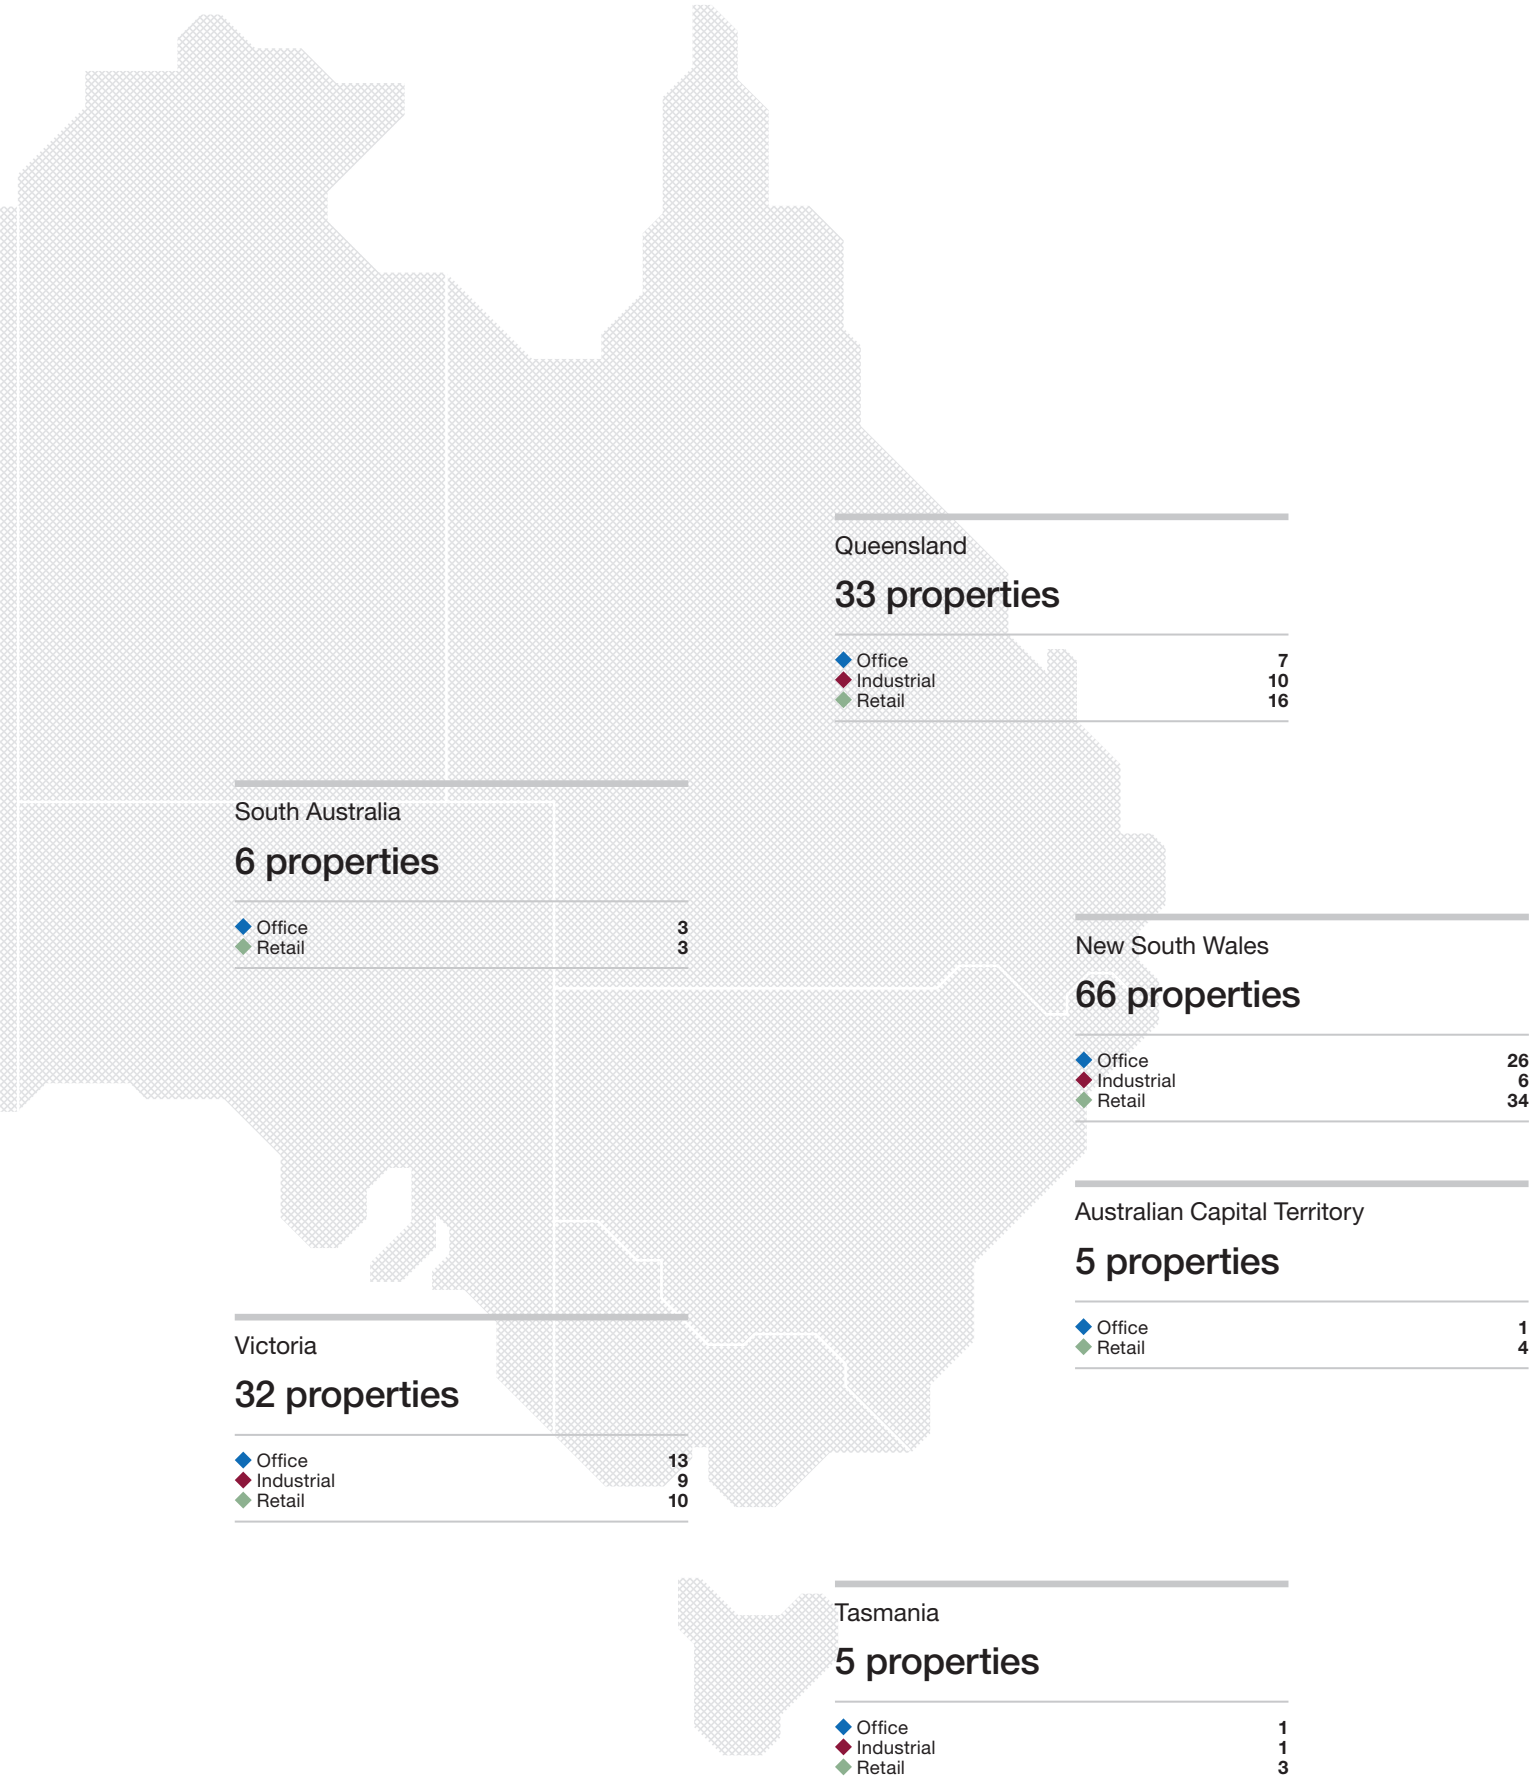 Queensland
33 properties
Office 7
Industrial 10
Retail 16
South Australia
6 properties
Office 3
Retail 3
New South Wales
66 properties
Office 26
Industrial 6
Retail 34
Australian Capital Territory
5 properties
Office 1
Retail 4
Victoria
32 properties
Office 13
Industrial 9
Retail 10
Tasmania
5 properties
Office 1
Industrial 1
Retail 3